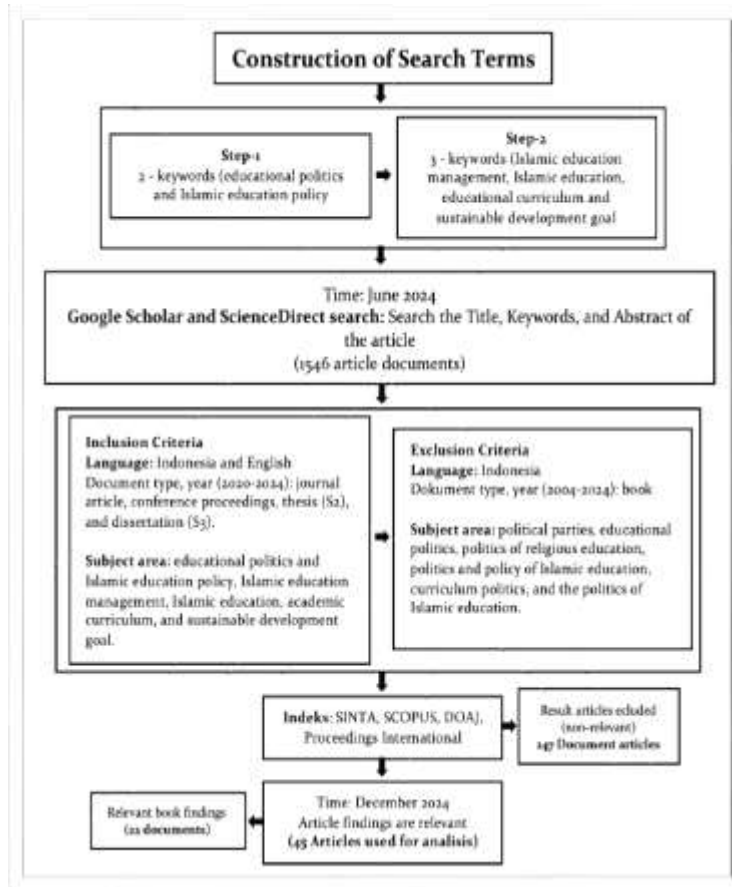 Construction of Search Terms
Step-1
2 - keywords (educational politics
and Islamic education policy
Step-2
3 - keywords (Islamic education
management, Islamic education,
educational curriculum and
sustainable development goal
Time: June 2024
Google Scholar and ScienceDirect search: Search the Title, Keywords, and Abstract of
the article
(1546 article documents)
Inclusion Criteria
Language: Indonesia and English
Document type, year (2020-2024): journal
article, conference proceedings, thesis (S2),
and dissertation (S3).
Subject area: educational politics and
Islamic education policy, Islamic education
management, Islamic education, academic
curriculum, and sustainable development
goal.
Exclusion Criteria
Language: Indonesia
Dokument type, year (2004-2024): book
Subject area: political parties, educational
politics, politics of religious education,
politics and policy of Islamic education,
curriculum politics, and the politics of
Islamic education.
Indeks: SINTA, SCOPUS, DOAJ,
Proceedings International
Result articles ecluded
(non-relevant)
247 Document articles
Time: December 2024
Article findings are relevant
(43 Articles used for analisis)
Relevant book findings
(22 documents)